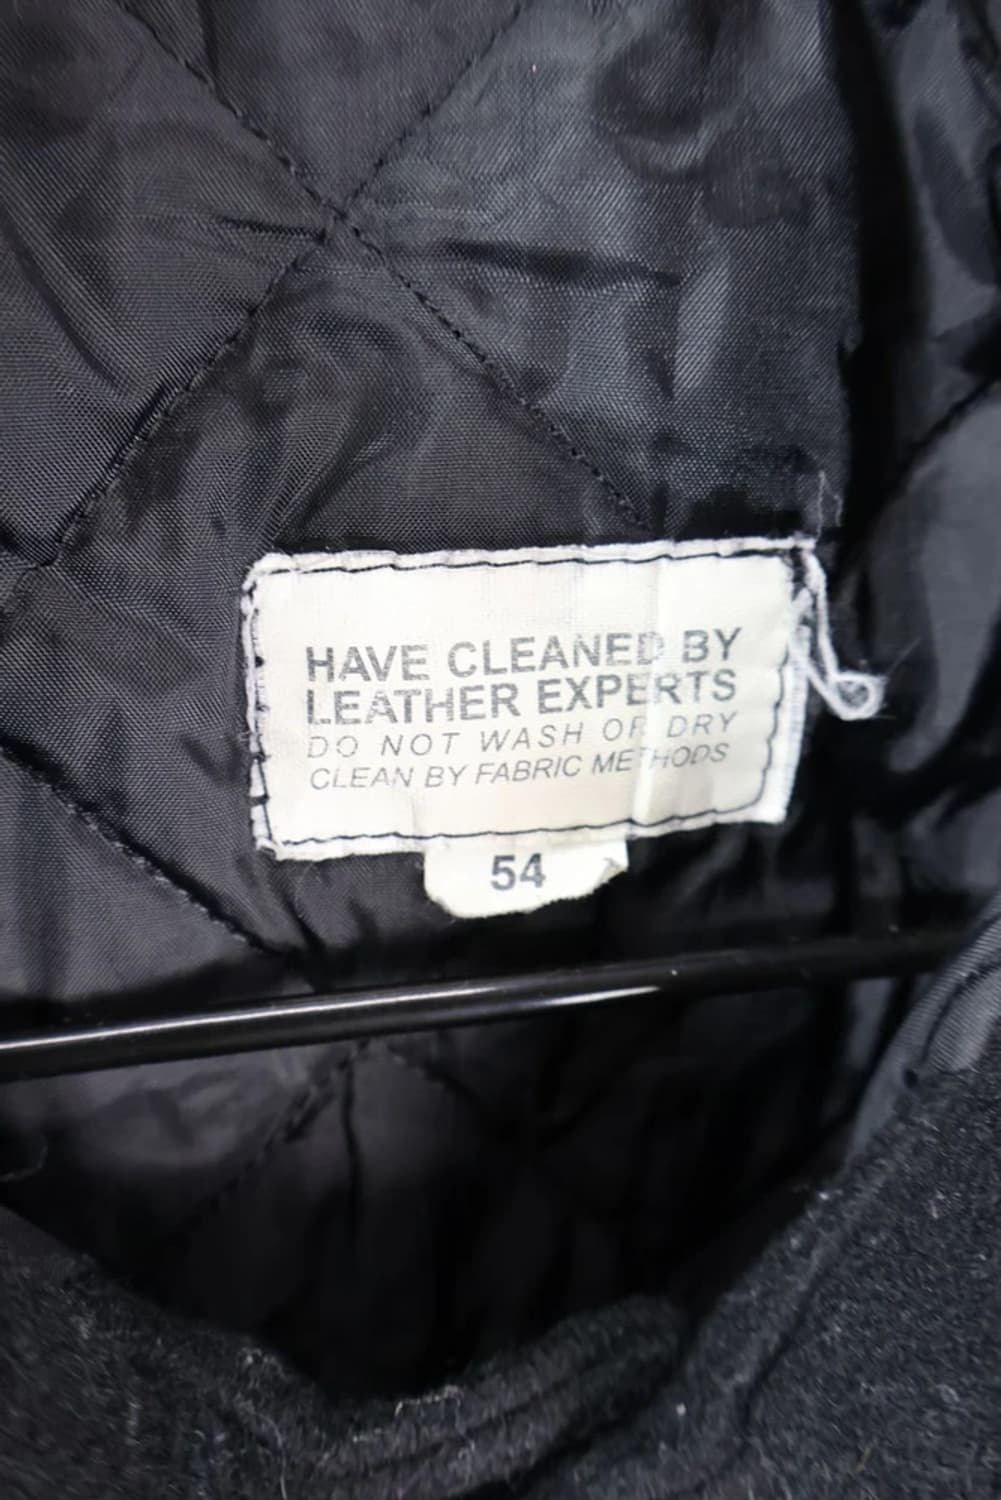 HAVE CLEANED BY
LEATHER EXPERTS
DO NOT WASH OR DRY
CLEAN BY FABRIC METHODS
54